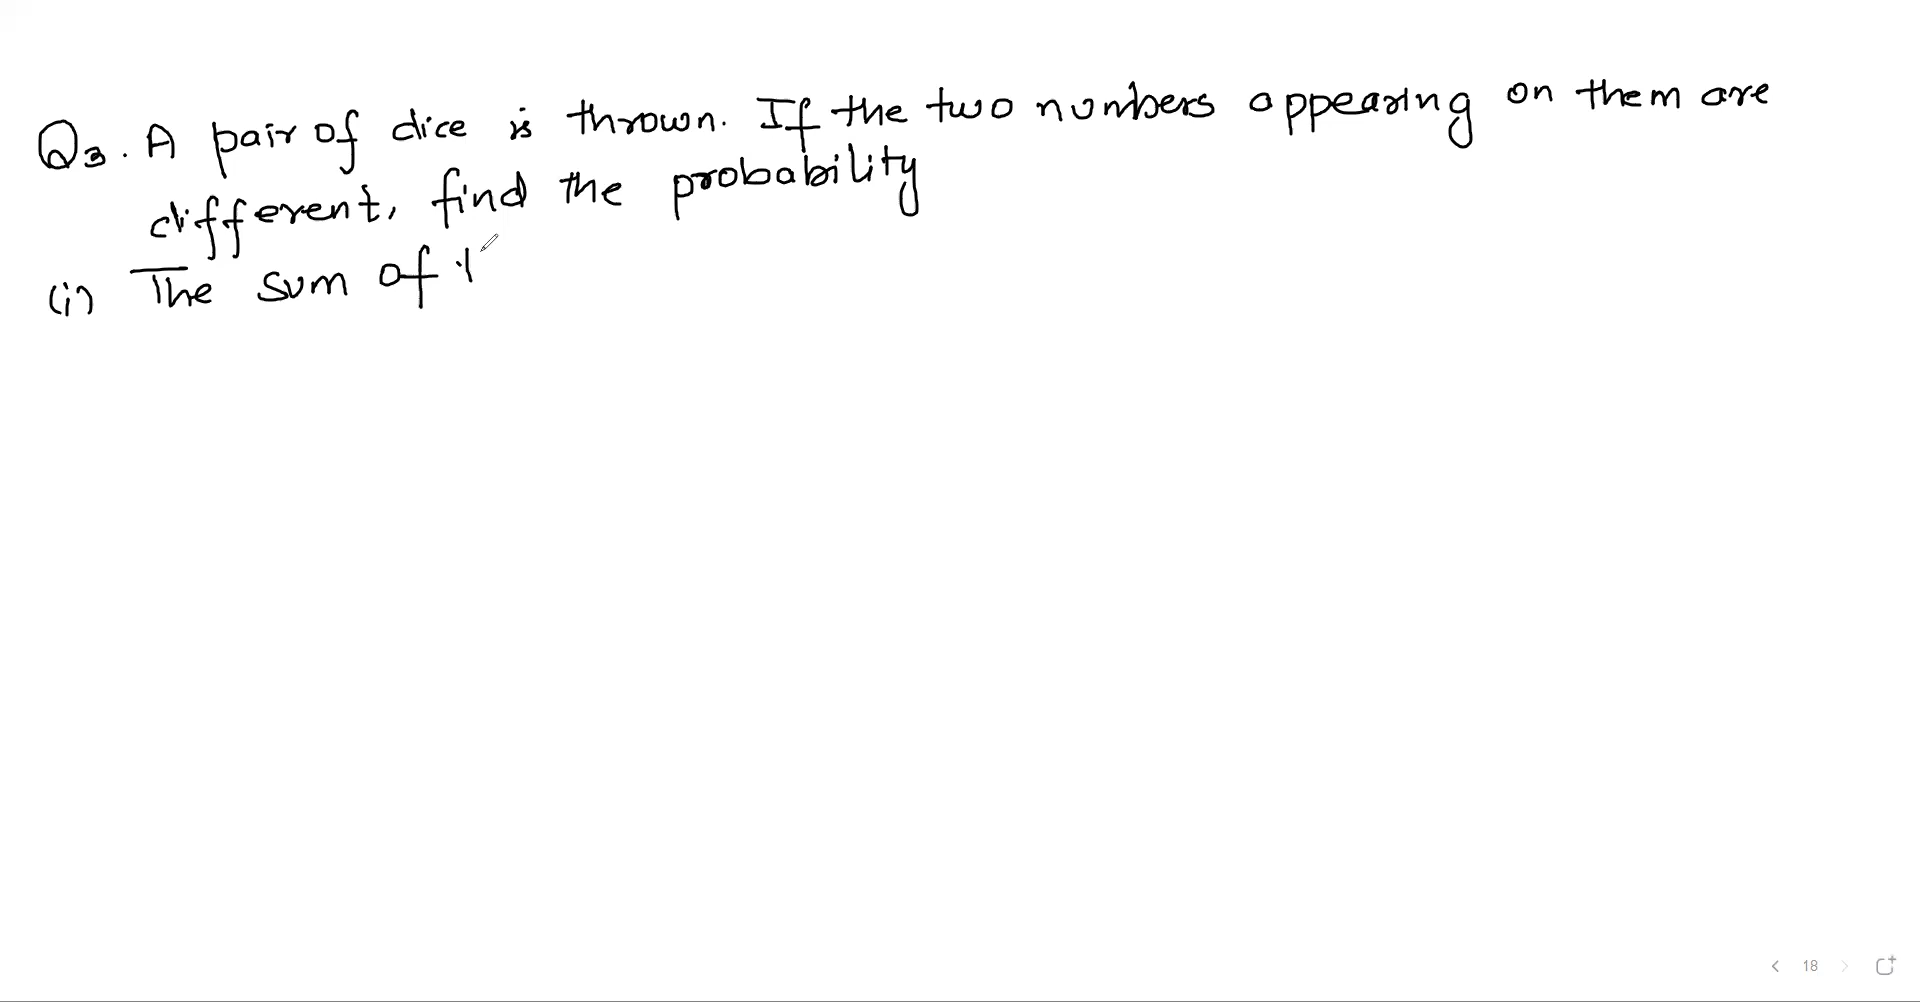 Q3. A pair of dice is thrown. If the two numbers appearing on them are
different, find the probability
(i) The sum of
18